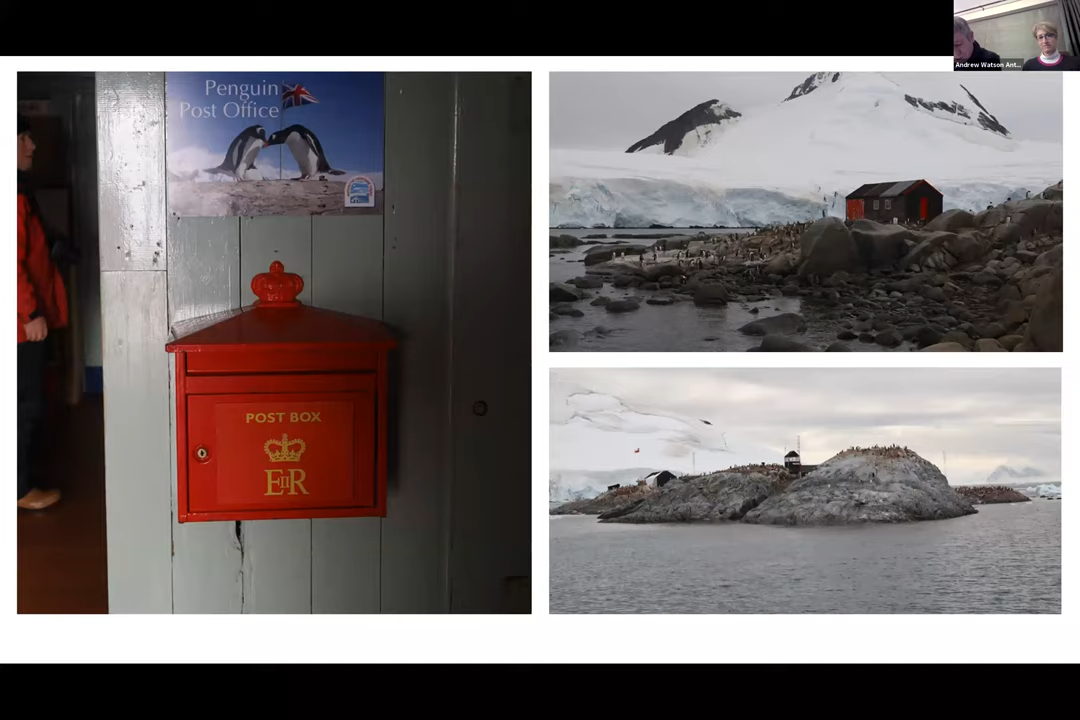 Penguin
Post Office
POST BOX
EIIR
Andrew Watson Ant...